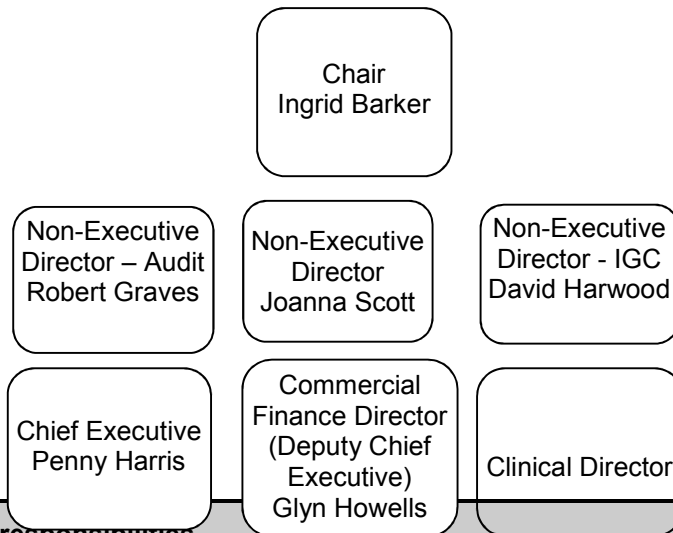 Chair
Ingrid Barker
Non-Executive
Director – Audit
Robert Graves
Non-Executive
Director
Joanna Scott
Non-Executive
Director - IGC
David Harwood
Chief Executive
Penny Harris
Commercial
Finance Director
(Deputy Chief
Executive)
Glyn Howells
Clinical Director
responsibilities